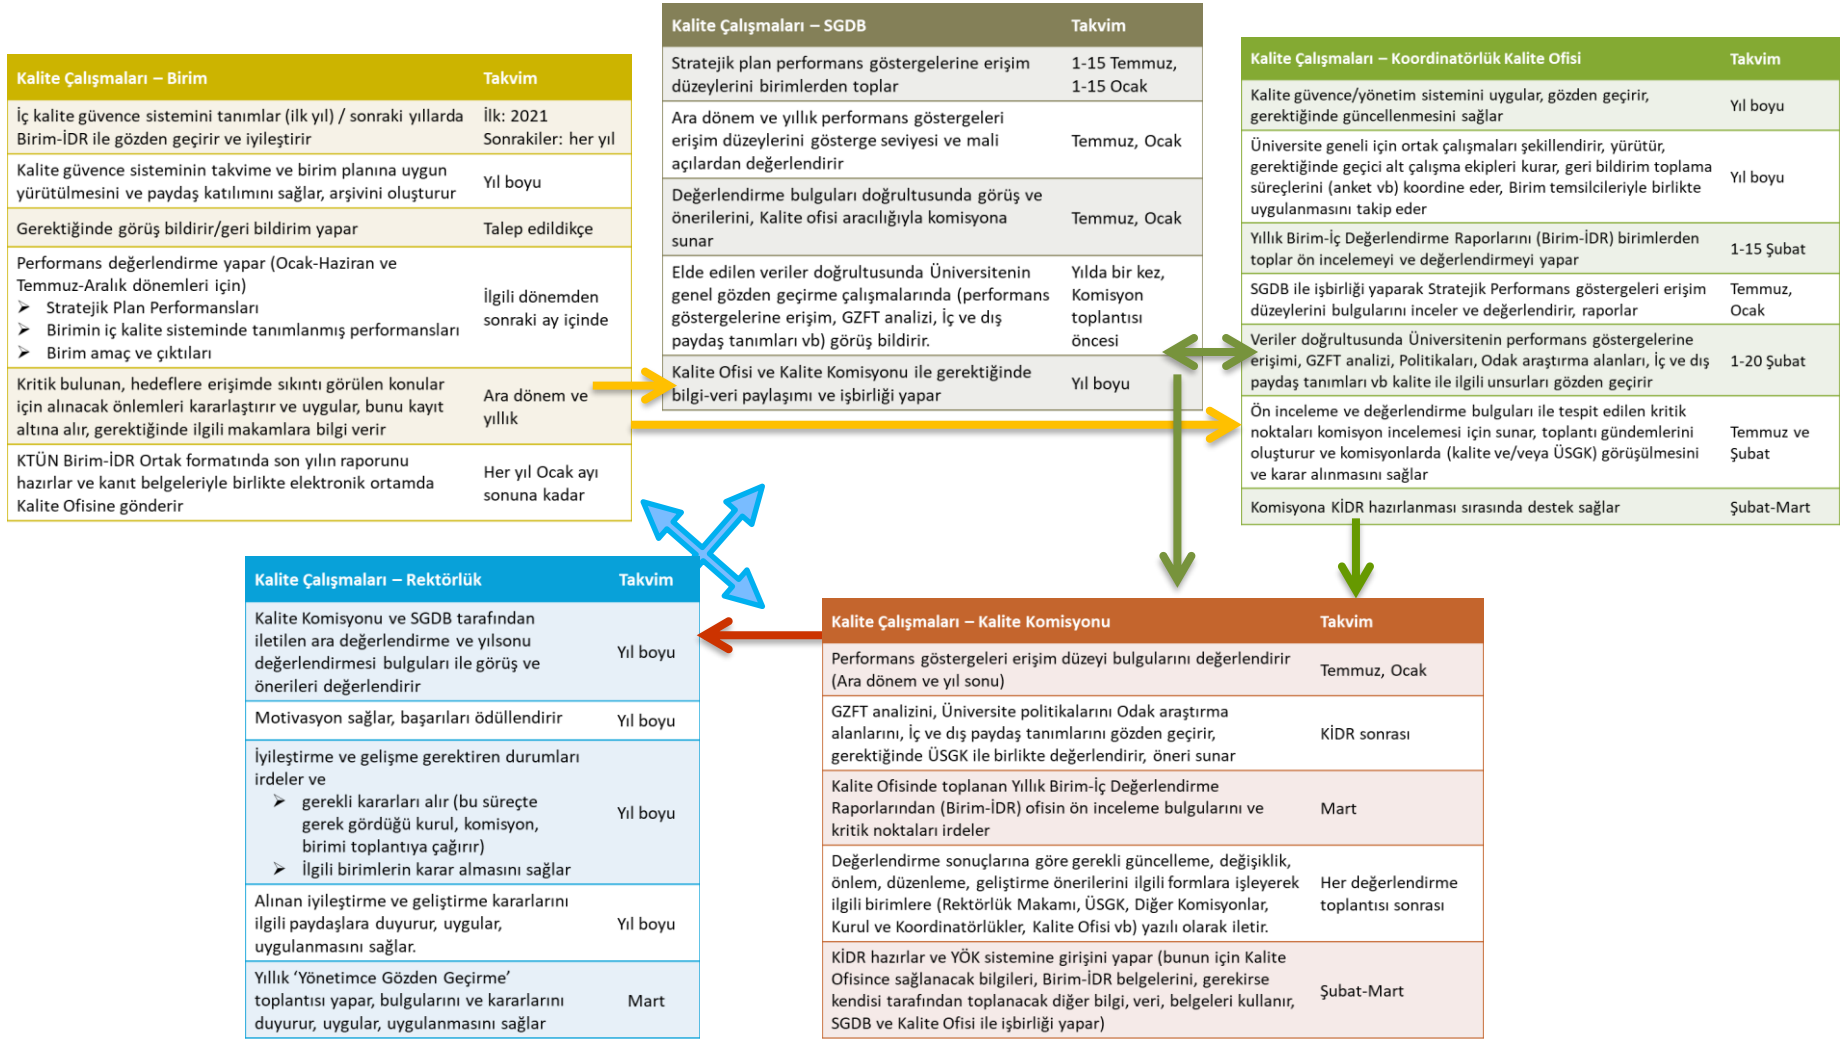 Kalite Çalışmaları – Birim Takvim
İç kalite güvence sistemini tanımlar (ilk yıl) / sonraki yıllarda
Birim-İDR ile gözden geçirir ve iyileştirir
İlk: 2021
Sonrakiler: her yıl
Kalite güvence sisteminin takvime ve birim planına uygun
yürütülmesini ve paydaş katılımını sağlar, arşivini oluşturur
Yıl boyu
Gerektiğinde görüş bildirir/geri bildirim yapar
Talep edildikçe
Performans değerlendirme yapar (Ocak-Haziran ve
Temmuz-Aralık dönemleri için)
➢ Stratejik Plan Performansları
➢ Birimin iç kalite sisteminde tanımlanmış performansları
➢ Birim amaç ve çıktıları
İlgili dönemden
sonraki ay içinde
Kritik bulunan, hedeflere erişimde sıkıntı görülen konular
için alınacak önlemleri kararlaştırır ve uygular, bunu kayıt
altına alır, gerektiğinde ilgili makamlara bilgi verir
Ara dönem ve
yıllık
KTÜN Birim-İDR Ortak formatında son yılın raporunu
hazırlar ve kanıt belgeleriyle birlikte elektronik ortamda
Kalite Ofisine gönderir
Her yıl Ocak ayı
sonuna kadar
Kalite Çalışmaları – SGDB Takvim
Stratejik plan performans göstergelerine erişim
düzeylerini birimlerden toplar
1-15 Temmuz,
1-15 Ocak
Ara dönem ve yıllık performans göstergeleri
erişim düzeylerini gösterge seviyesi ve mali
açılardan değerlendirir
Temmuz, Ocak
Değerlendirme bulguları doğrultusunda görüş ve
önerilerini, Kalite ofisi aracılığıyla komisyona
sunar
Temmuz, Ocak
Elde edilen veriler doğrultusunda Üniversitenin
genel gözden geçirme çalışmalarında (performans
göstergelerine erişim, GZFT analizi, İç ve dış
paydaş tanımları vb) görüş bildirir.
Yılda bir kez,
Komisyon
toplantısı
öncesi
Kalite Ofisi ve Kalite Komisyonu ile gerektiğinde
bilgi-veri paylaşımı ve işbirliği yapar
Yıl boyu
Kalite Çalışmaları – Koordinatörlük Kalite Ofisi Takvim
Kalite güvence/yönetim sistemini uygular, gözden geçirir,
gerektiğinde güncellenmesini sağlar
Yıl boyu
Üniversite geneli için ortak çalışmaları şekillendirir, yürütür,
gerektiğinde geçici alt çalışma ekipleri kurar, geri bildirim toplama
süreçlerini (anket vb) koordine eder, Birim temsilcileriyle birlikte
uygulanmasını takip eder
Yıl boyu
Yıllık Birim-İç Değerlendirme Raporlarını (Birim-İDR) birimlerden
toplar ön incelemeyi ve değerlendirmeyi yapar
1-15 Şubat
SGDB ile işbirliği yaparak Stratejik Performans göstergeleri erişim
düzeylerini bulgularını inceler ve değerlendirir, raporlar
Temmuz,
Ocak
Veriler doğrultusunda Üniversitenin performans göstergelerine
erişimi, GZFT analizi, Politikaları, Odak araştırma alanları, İç ve dış
paydaş tanımları vb kalite ile ilgili unsurları gözden geçirir
1-20 Şubat
Ön inceleme ve değerlendirme bulguları ile tespit edilen kritik
noktaları komisyon incelemesi için sunar, toplantı gündemlerini
oluşturur ve komisyonlarda (kalite ve/veya ÜSGK) görüşülmesini
ve karar alınmasını sağlar
Temmuz ve
Şubat
Komisyona KİDR hazırlanması sırasında destek sağlar
Şubat-Mart
Kalite Çalışmaları – Rektörlük Takvim
Kalite Komisyonu ve SGDB tarafından
iletilen ara değerlendirme ve yılsonu
değerlendirmesi bulguları ile görüş ve
önerileri değerlendirir
Yıl boyu
Motivasyon sağlar, başarıları ödüllendirir
Yıl boyu
İyileştirme ve gelişme gerektiren durumları
irdeler ve
➢ gerekli kararları alır (bu süreçte
gerek gördüğü kurul, komisyon,
birimi toplantıya çağırır)
➢ İlgili birimlerin karar almasını sağlar
Yıl boyu
Alınan iyileştirme ve geliştirme kararlarını
ilgili paydaşlara duyurur, uygular,
uygulanmasını sağlar.
Yıl boyu
Yıllık ‘Yönetimce Gözden Geçirme’
toplantısı yapar, bulgularını ve kararlarını
duyurur, uygular, uygulanmasını sağlar
Mart
Kalite Çalışmaları – Kalite Komisyonu Takvim
Performans göstergeleri erişim düzeyi bulgularını değerlendirir
(Ara dönem ve yıl sonu)
Temmuz, Ocak
GZFT analizini, Üniversite politikalarını Odak araştırma
alanlarını, İç ve dış paydaş tanımlarını gözden geçirir,
gerektiğinde ÜSGK ile birlikte değerlendirir, öneri sunar
KİDR sonrası
Kalite Ofisinde toplanan Yıllık Birim-İç Değerlendirme
Raporlarından (Birim-İDR) ofisin ön inceleme bulgularını ve
kritik noktaları irdeler
Mart
Değerlendirme sonuçlarına göre gerekli güncelleme, değişiklik,
önlem, düzenleme, geliştirme önerilerini ilgili formlara işleyerek
ilgili birimlere (Rektörlük Makamı, ÜSGK, Diğer Komisyonlar,
Kurul ve Koordinatörlükler, Kalite Ofisi vb) yazılı olarak iletir.
Her değerlendirme
toplantısı sonrası
KİDR hazırlar ve YÖK sistemine girişini yapar (bunun için Kalite
Ofisince sağlanacak bilgileri, Birim-İDR belgelerini, gerekirse
kendisi tarafından toplanacak diğer bilgi, veri, belgeleri kullanır,
SGDB ve Kalite Ofisi ile işbirliği yapar)
Şubat-Mart